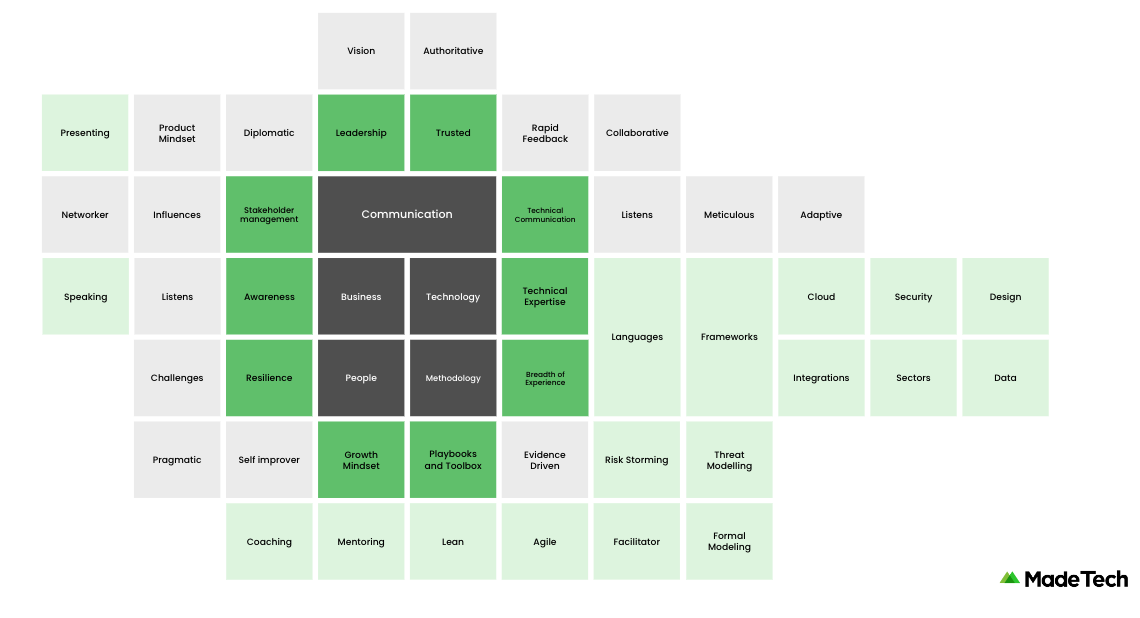 Vision
Authoritative
Presenting
Product
Mindset
Diplomatic
Leadership
Trusted
Rapid
Feedback
Collaborative
Networker
Influences
Stakeholder
management
Communication
Technical
Communication
Listens
Meticulous
Adaptive
Speaking
Listens
Awareness
Business
Technology
Technical
Expertise
Languages
Frameworks
Cloud
Security
Design
Challenges
Resilience
People
Methodology
Breadth of
Experience
Integrations
Sectors
Data
Pragmatic
Self improver
Growth
Mindset
Playbooks
and Toolbox
Evidence
Driven
Risk Storming
Threat
Modelling
Coaching
Mentoring
Lean
Agile
Facilitator
Formal
Modeling
MadeTech